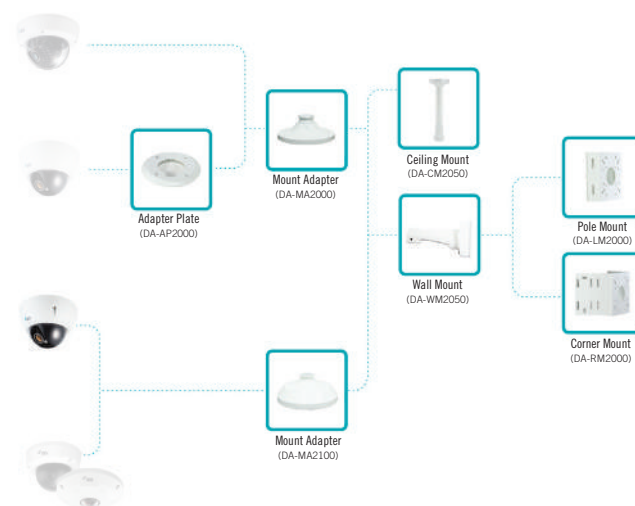 Ceiling Mount
(DA-CM2050)
Mount Adapter
(DA-MA2000)
Adapter Plate
(DA-AP2000)
Pole Mount
(DA-LM2000)
Wall Mount
(DA-WM2050)
Corner Mount
(DA-RM2000)
Mount Adapter
(DA-MA2100)